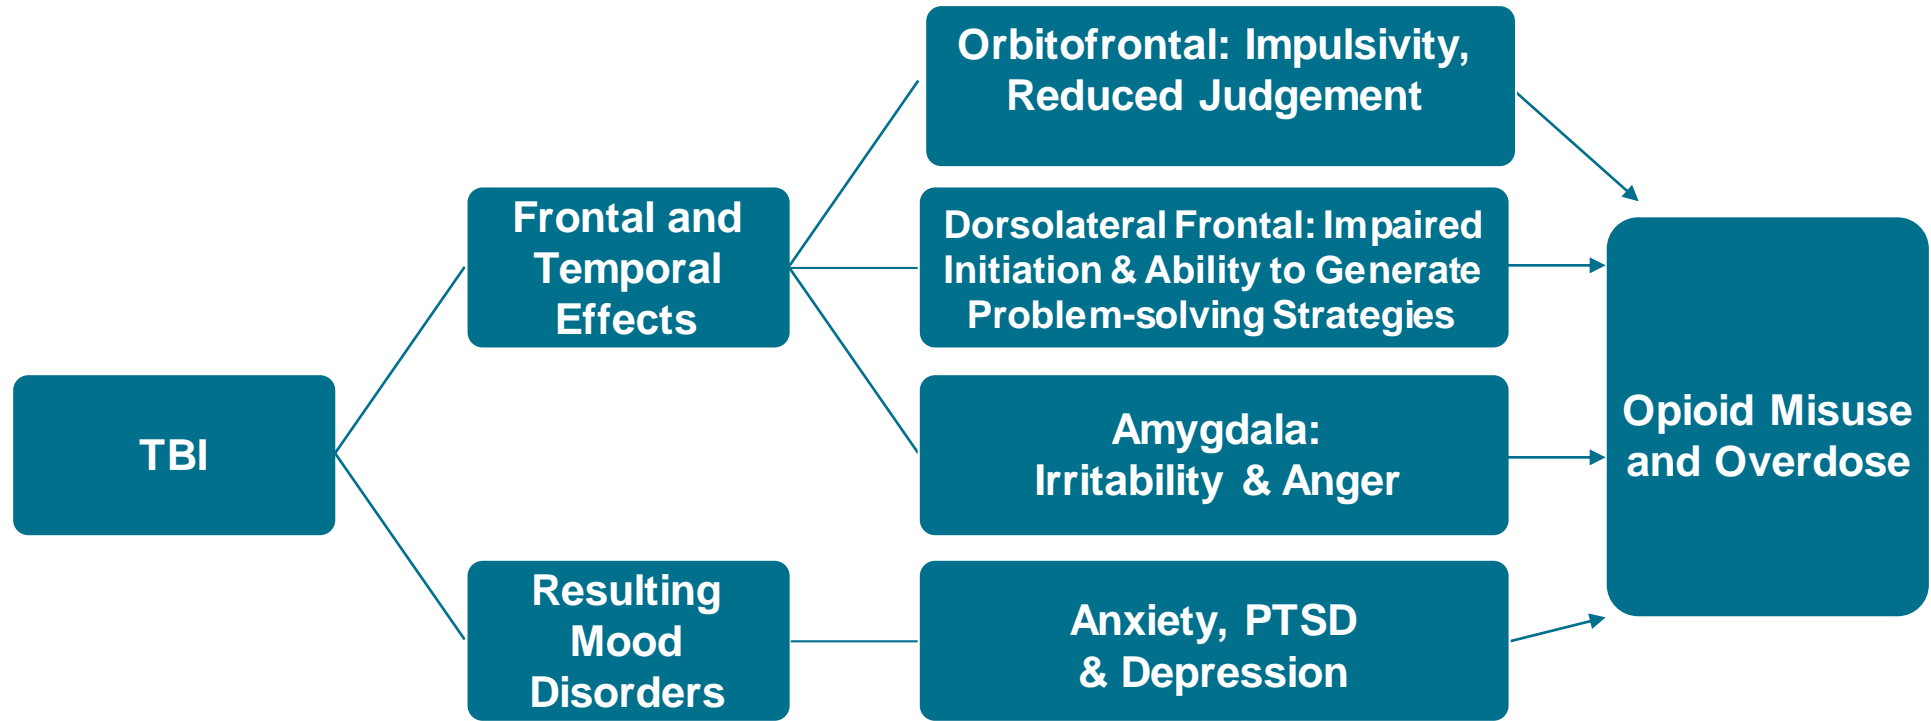 TBI
Frontal and
Temporal
Effects
Resulting
Mood
Disorders
Orbitofrontal: Impulsivity,
Reduced Judgement
Dorsolateral Frontal: Impaired
Initiation & Ability to Generate
Problem-solving Strategies
Amygdala:
Irritability & Anger
Anxiety, PTSD
& Depression
Opioid Misuse
and Overdose